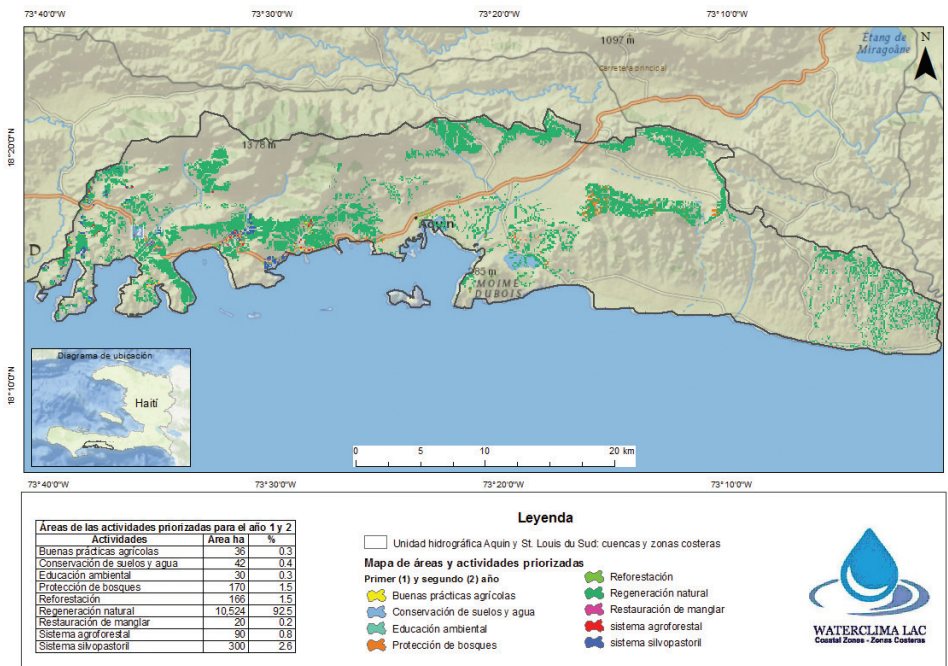 73°40'0"W 73°30'0"W 73°20'0"W 73°10'0"W
1097 m
Étang de
Miragoâne
N
Carretera principal
18°20'0"N
1378 m
Aquin
D
285 m
MOIME
DUBOIS
18°10'0"N
Diagrama de ubicación
Haití
0 5 10 20 km
73°40'0"W 73°30'0"W 73°20'0"W 73°10'0"W
Áreas de las actividades priorizadas para el año 1 y 2
Actividades Area ha %
Buenas prácticas agrícolas 36 0.3
Conservación de suelos y agua 42 0.4
Educación ambiental 30 0.3
Protección de bosques 170 1.5
Reforestación 166 1.5
Regeneración natural 10,524 92.5
Restauración de manglar 20 0.2
Sistema agroforestal 90 0.8
Sistema silvopastoril 300 2.6
Leyenda
Unidad hidrográfica Aquin y St. Louis du Sud: cuencas y zonas costeras
Mapa de áreas y actividades priorizadas
Primer (1) y segundo (2) año
Buenas prácticas agrícolas
Conservación de suelos y agua
Educación ambiental
Protección de bosques
Reforestación
Regeneración natural
Restauración de manglar
sistema agroforestal
sistema silvopastoril
WATERCLIMA LAC
Coastal Zones - Zonas Costeras